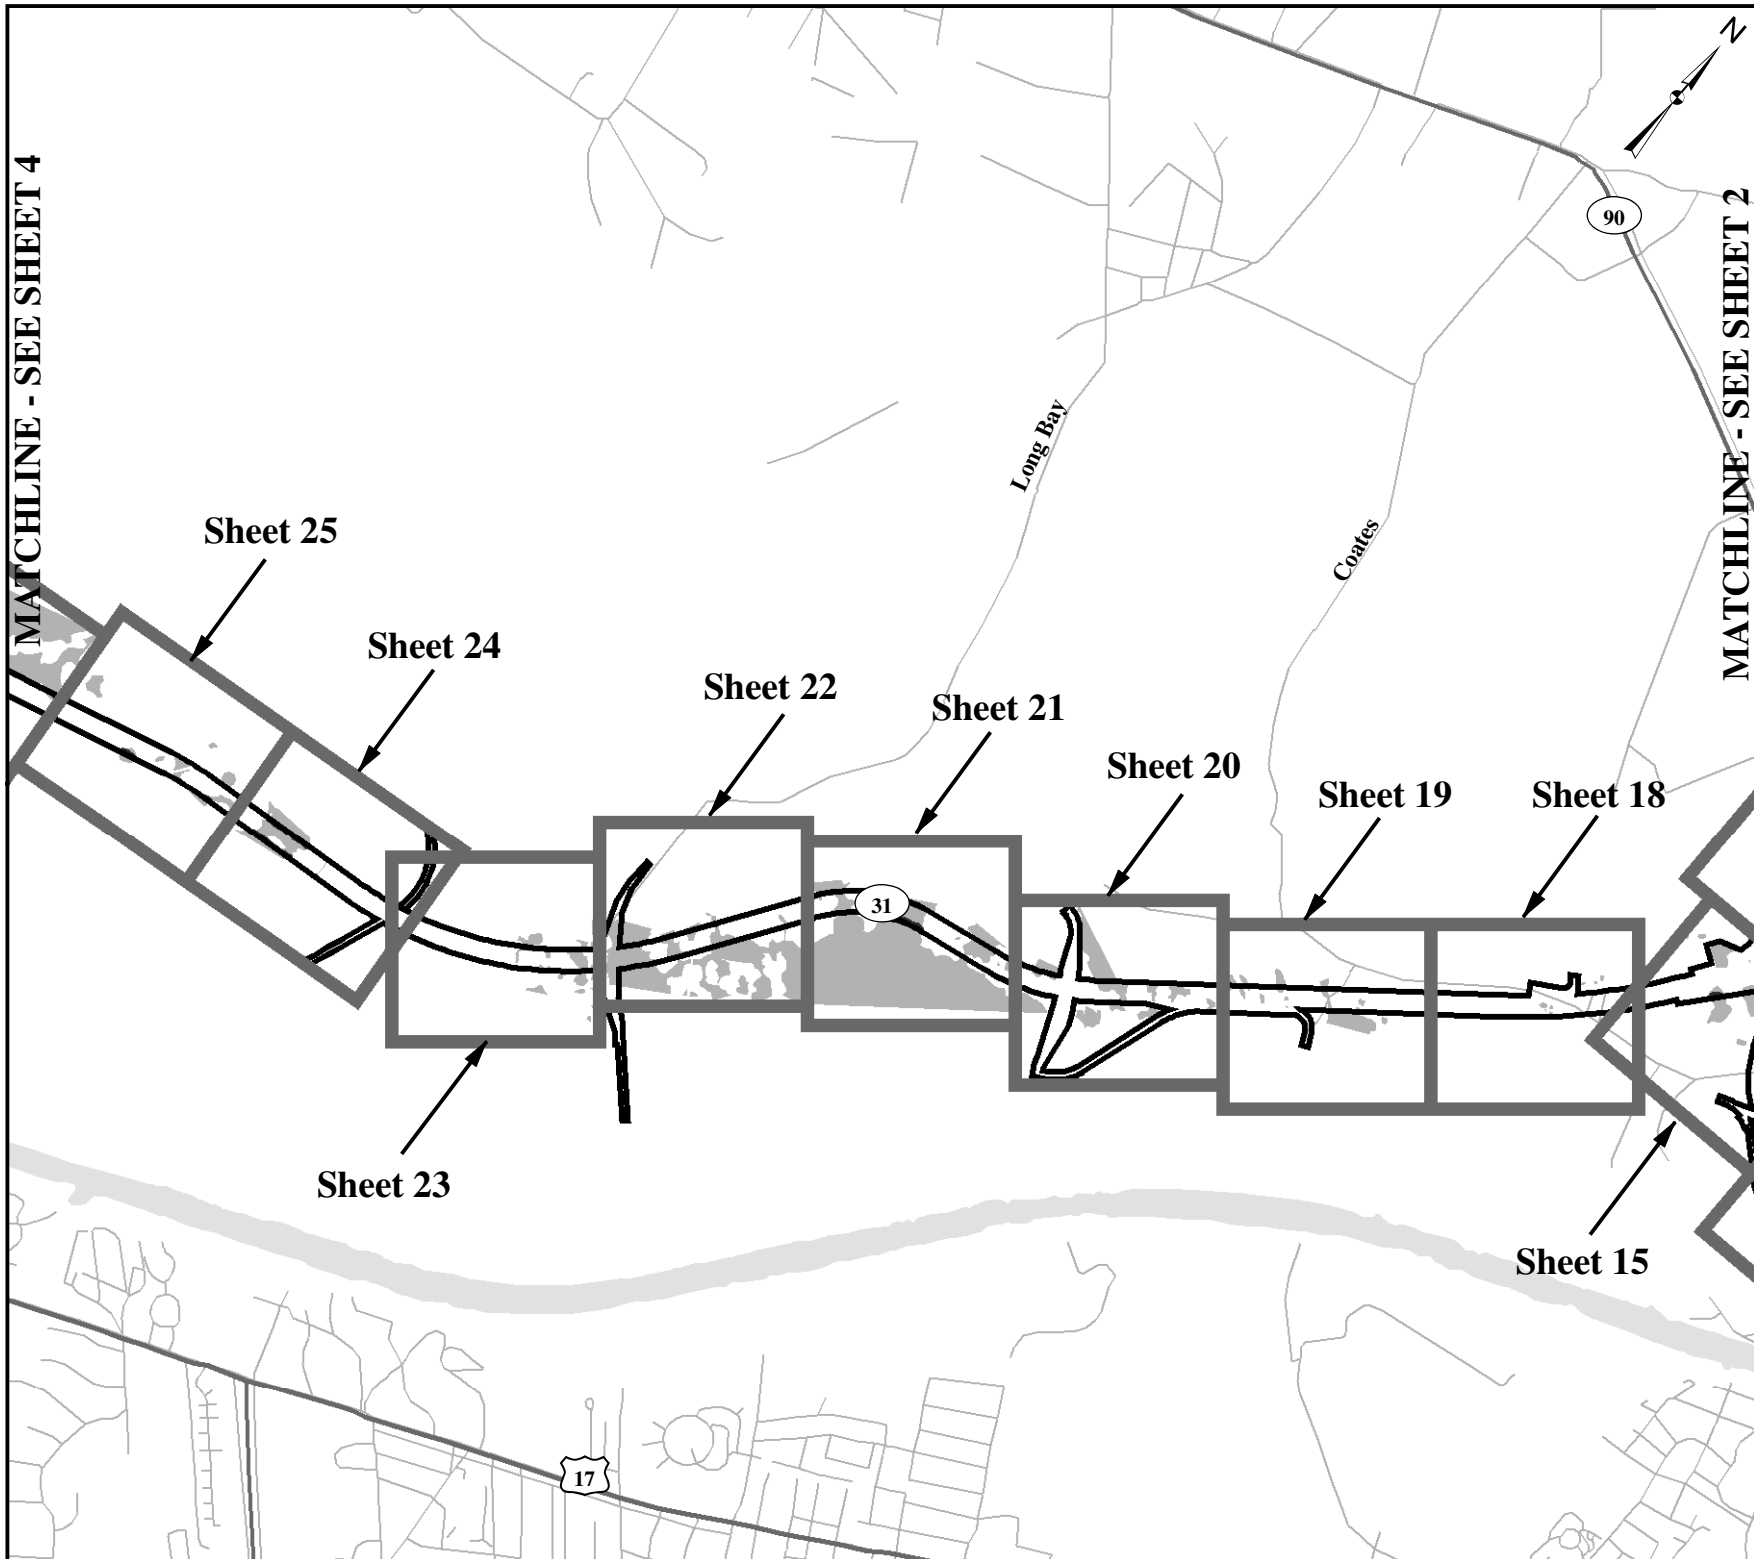 N
90
MATCHLINE - SEE SHEET 4
MATCHLINE - SEE SHEET 2
Long Bay
Coates
Sheet 25
Sheet 24
Sheet 22
Sheet 21
Sheet 20
Sheet 19
Sheet 18
31
Sheet 23
Sheet 15
17